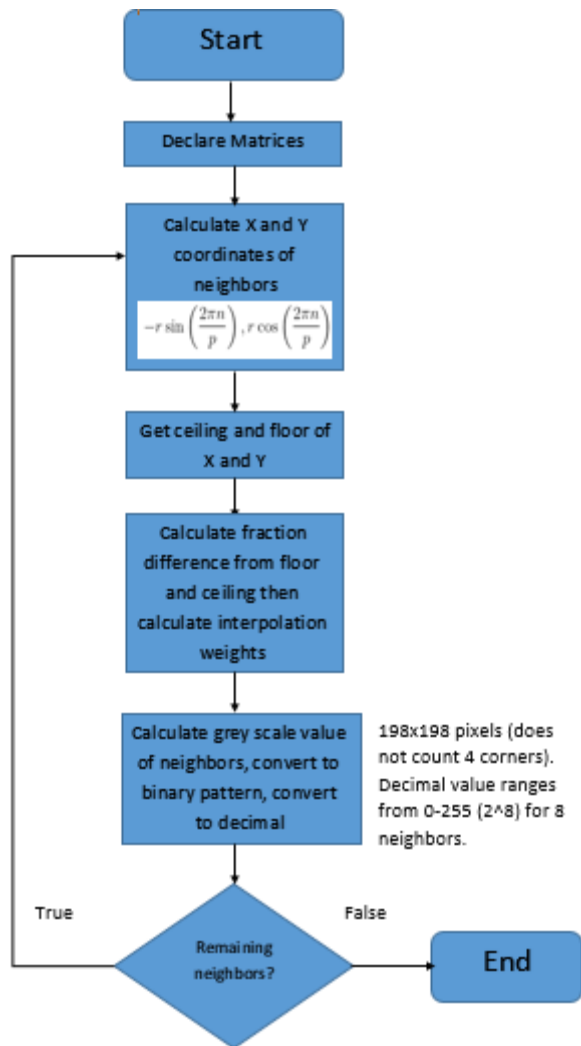 Start
Declare Matrices
Calculate X and Y
coordinates of
neighbors
−r sin(2πn/p), r cos(2πn/p)
Get ceiling and floor of
X and Y
Calculate fraction
difference from floor
and ceiling then
calculate interpolation
weights
Calculate grey scale value
of neighbors, convert to
binary pattern, convert
to decimal
198x198 pixels (does
not count 4 corners).
Decimal value ranges
from 0-255 (2^8) for 8
neighbors.
True
False
Remaining
neighbors?
End